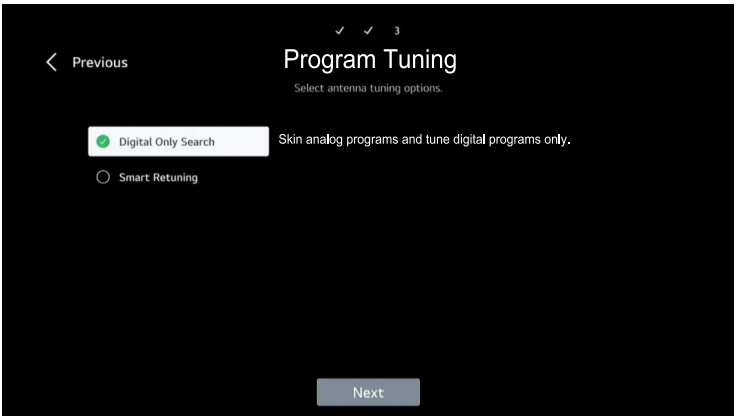 3
Previous
Program Tuning
Select antenna tuning options.
Digital Only Search
Skin analog programs and tune digital programs only.
Smart Retuning
Next